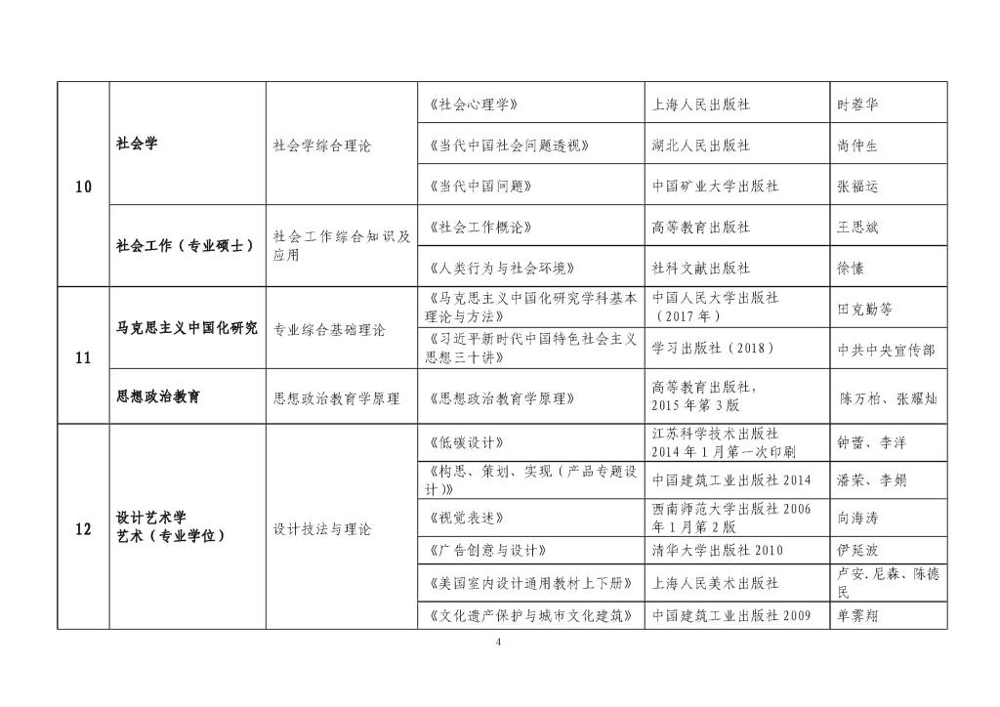 10
社会学
社会学综合理论
《社会心理学》
上海人民出版社
时蓉华
《当代中国社会问题透视》
湖北人民出版社
尚仲生
《当代中国问题》
中国矿业大学出版社
张福运
社会工作（专业硕士）
社会工作综合知识及
应用
《社会工作概论》
高等教育出版社
王思斌
《人类行为与社会环境》
社科文献出版社
徐愫
11
马克思主义中国化研究
专业综合基础理论
《马克思主义中国化研究学科基本
理论与方法》
中国人民大学出版社
（2017 年）
田克勤等
《习近平新时代中国特色社会主义
思想三十讲》
学习出版社（2018）
中共中央宣传部
思想政治教育
思想政治教育学原理
《思想政治教育学原理》
高等教育出版社，
2015 年第 3 版
陈万柏、张耀灿
12
设计艺术学
艺术（专业学位）
设计技法与理论
《低碳设计》
江苏科学技术出版社
2014 年 1 月第一次印刷
钟蕾、李洋
《构思、策划、实现（产品专题设
计）》
中国建筑工业出版社 2014
潘荣、李娟
《视觉表述》
西南师范大学出版社 2006
年 1 月第 2 版
向海涛
《广告创意与设计》
清华大学出版社 2010
伊延波
《美国室内设计通用教材上下册》
上海人民美术出版社
卢安.尼森、陈德
民
《文化遗产保护与城市文化建筑》
中国建筑工业出版社 2009
单霁翔
4